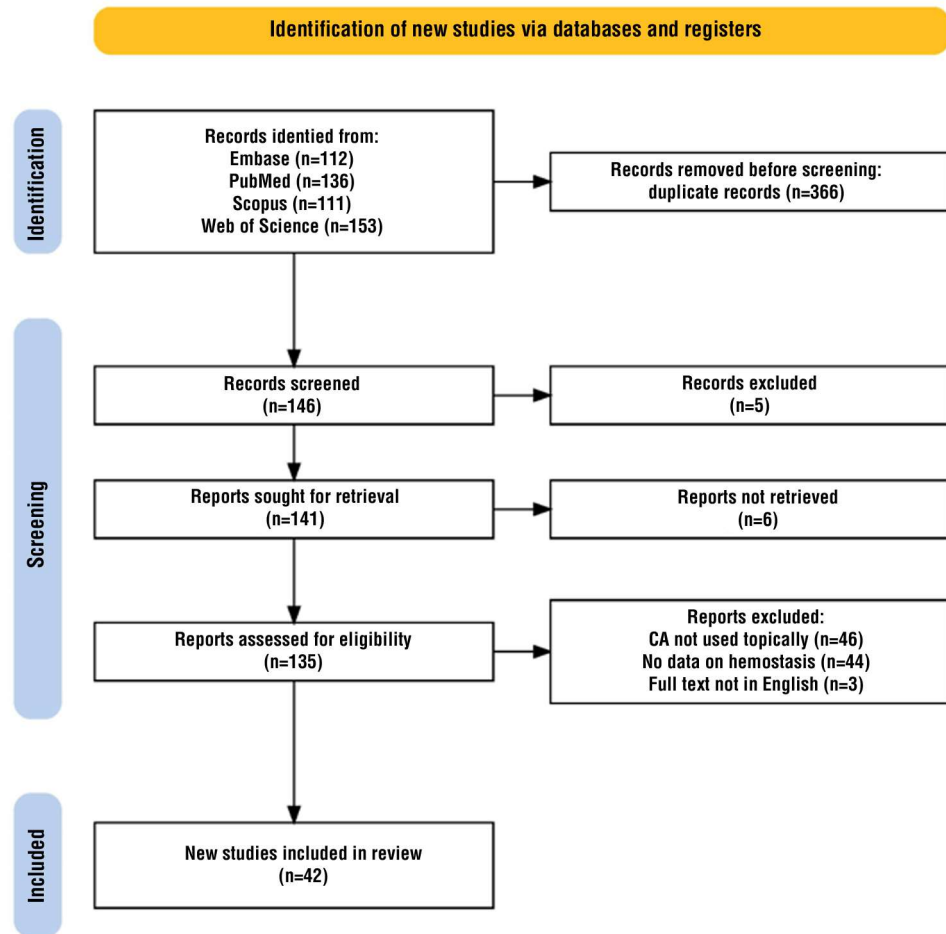 Identification of new studies via databases and registers
Identification
Records identied from:
Embase (n=112)
PubMed (n=136)
Scopus (n=111)
Web of Science (n=153)
Records removed before screening:
duplicate records (n=366)
Screening
Records screened
(n=146)
Records excluded
(n=5)
Reports sought for retrieval
(n=141)
Reports not retrieved
(n=6)
Reports assessed for eligibility
(n=135)
Reports excluded:
CA not used topically (n=46)
No data on hemostasis (n=44)
Full text not in English (n=3)
Included
New studies included in review
(n=42)